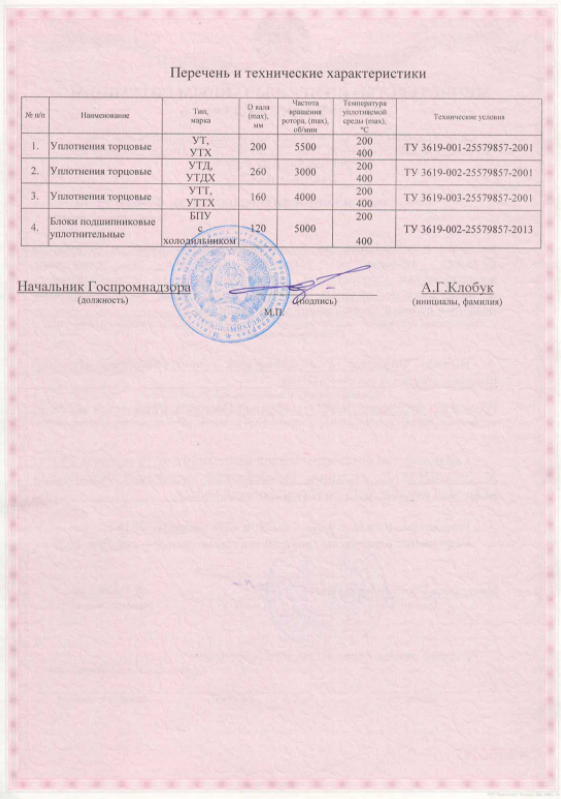 Перечень и технические характеристики
№ п/п
Наименование
Тип,
марка
D вала
(max),
мм
Частота
вращения
ротора, (max),
об/мин
Температура
уплотняемой
среды (max),
°С
Технические условия
1.
Уплотнения торцовые
УТ,
УТХ
200
5500
200
400
ТУ 3619-001-25579857-2001
2.
Уплотнения торцовые
УТД,
УТДХ
260
3000
200
400
ТУ 3619-002-25579857-2001
3.
Уплотнения торцовые
УТТ,
УТТХ
160
4000
200
400
ТУ 3619-003-25579857-2001
4.
Блоки подшипниковые
уплотнительные
БПУ
с
холодильником
120
5000
200
400
ТУ 3619-002-25579857-2013
Начальник Госпромнадзора
А.Г.Клобук
(должность)
(подпись)
(инициалы, фамилия)
М.П.